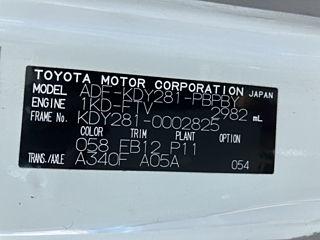 TOYOTA MOTOR CORPORATION JAPAN
MODEL ADF-KDY281-PBPBY
ENGINE 1KD-FTV 2982 mL
FRAME No. KDY281-0002825
COLOR TRIM PLANT OPTION
058 FB12 P11
TRANS./AXLE A340F A05A 054